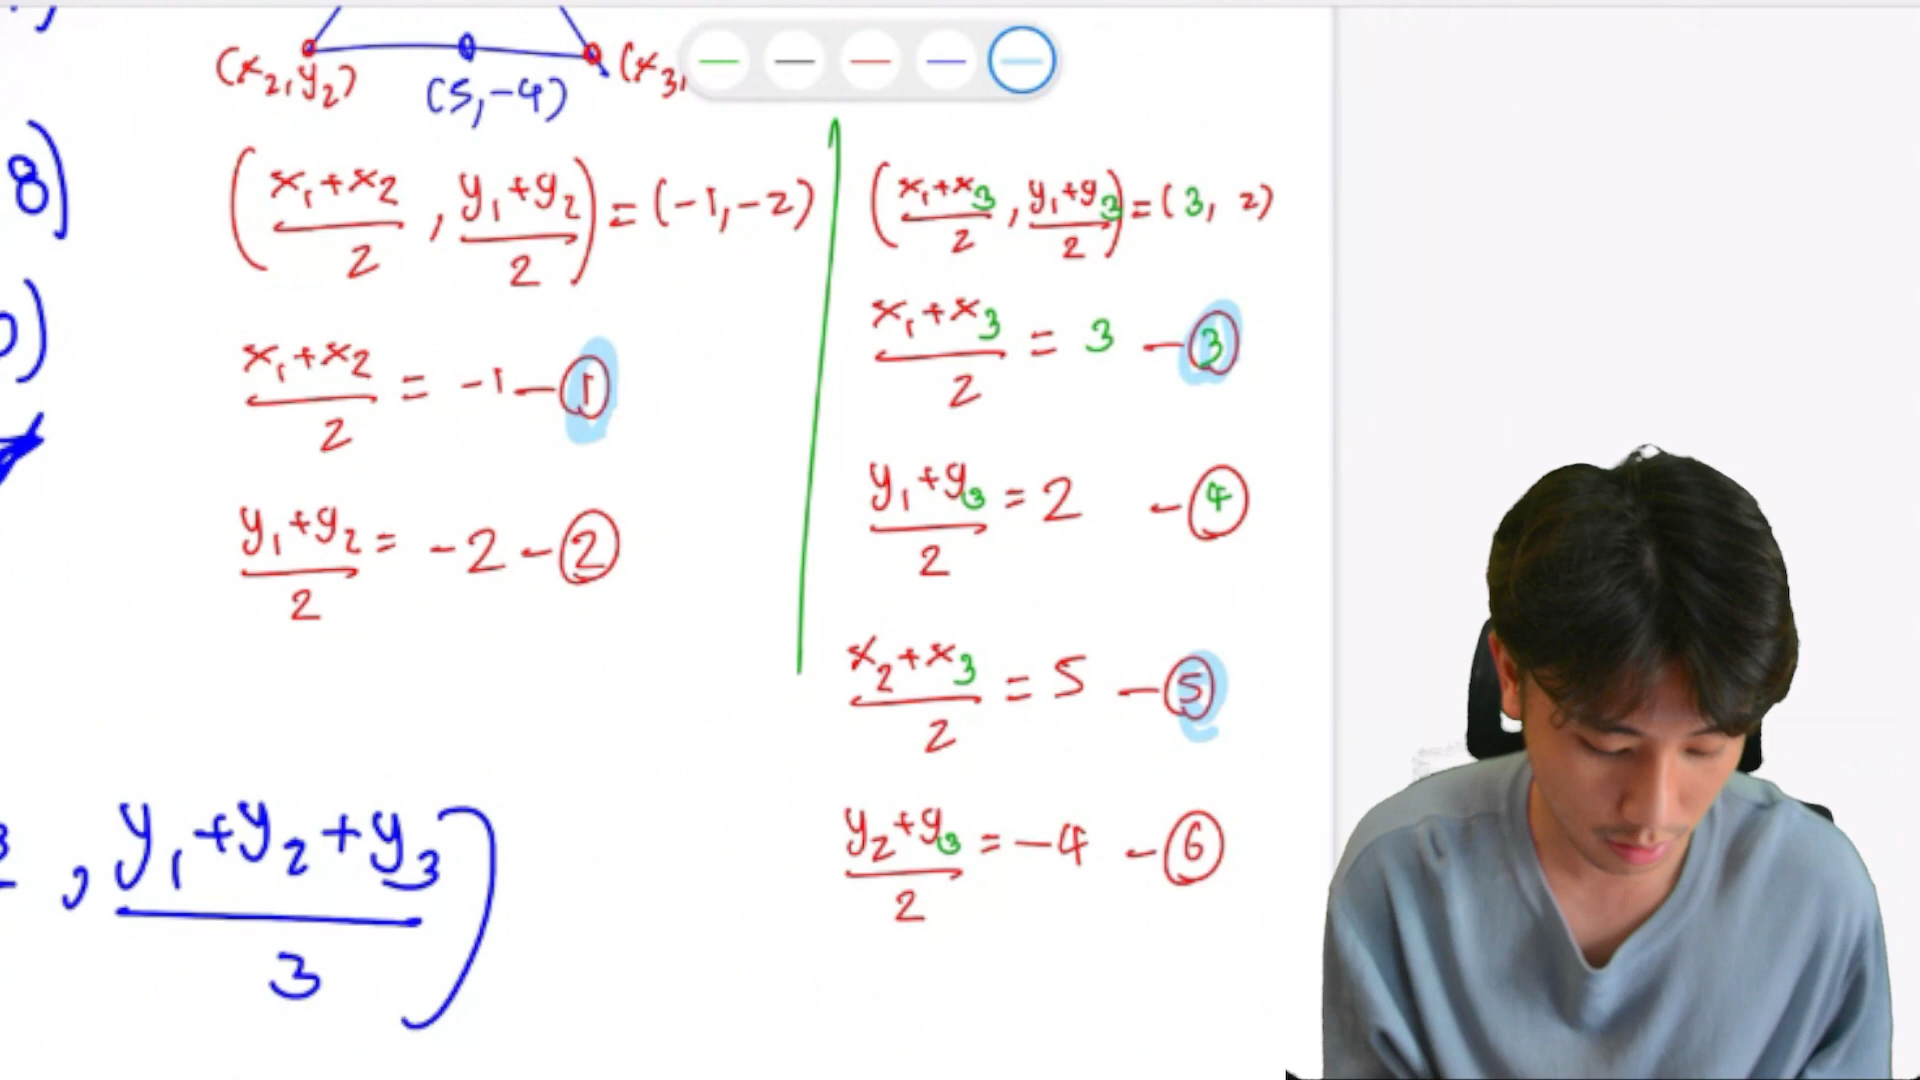 (x₂,y₂)
(5,-4)
(x₃,
8)
)
((x₁+x₂)/2 , (y₁+y₂)/2) = (-1,-2)
(x₁+x₂)/2 = -1 - ①
(y₁+y₂)/2 = -2 - ②
((x₁+x₃)/2 , (y₁+y₃)/2) = (3, 2)
(x₁+x₃)/2 = 3 - ③
(y₁+y₃)/2 = 2 - ④
(x₂+x₃)/2 = 5 - ⑤
(y₂+y₃)/2 = -4 - ⑥
, (y₁+y₂+y₃)/3 )